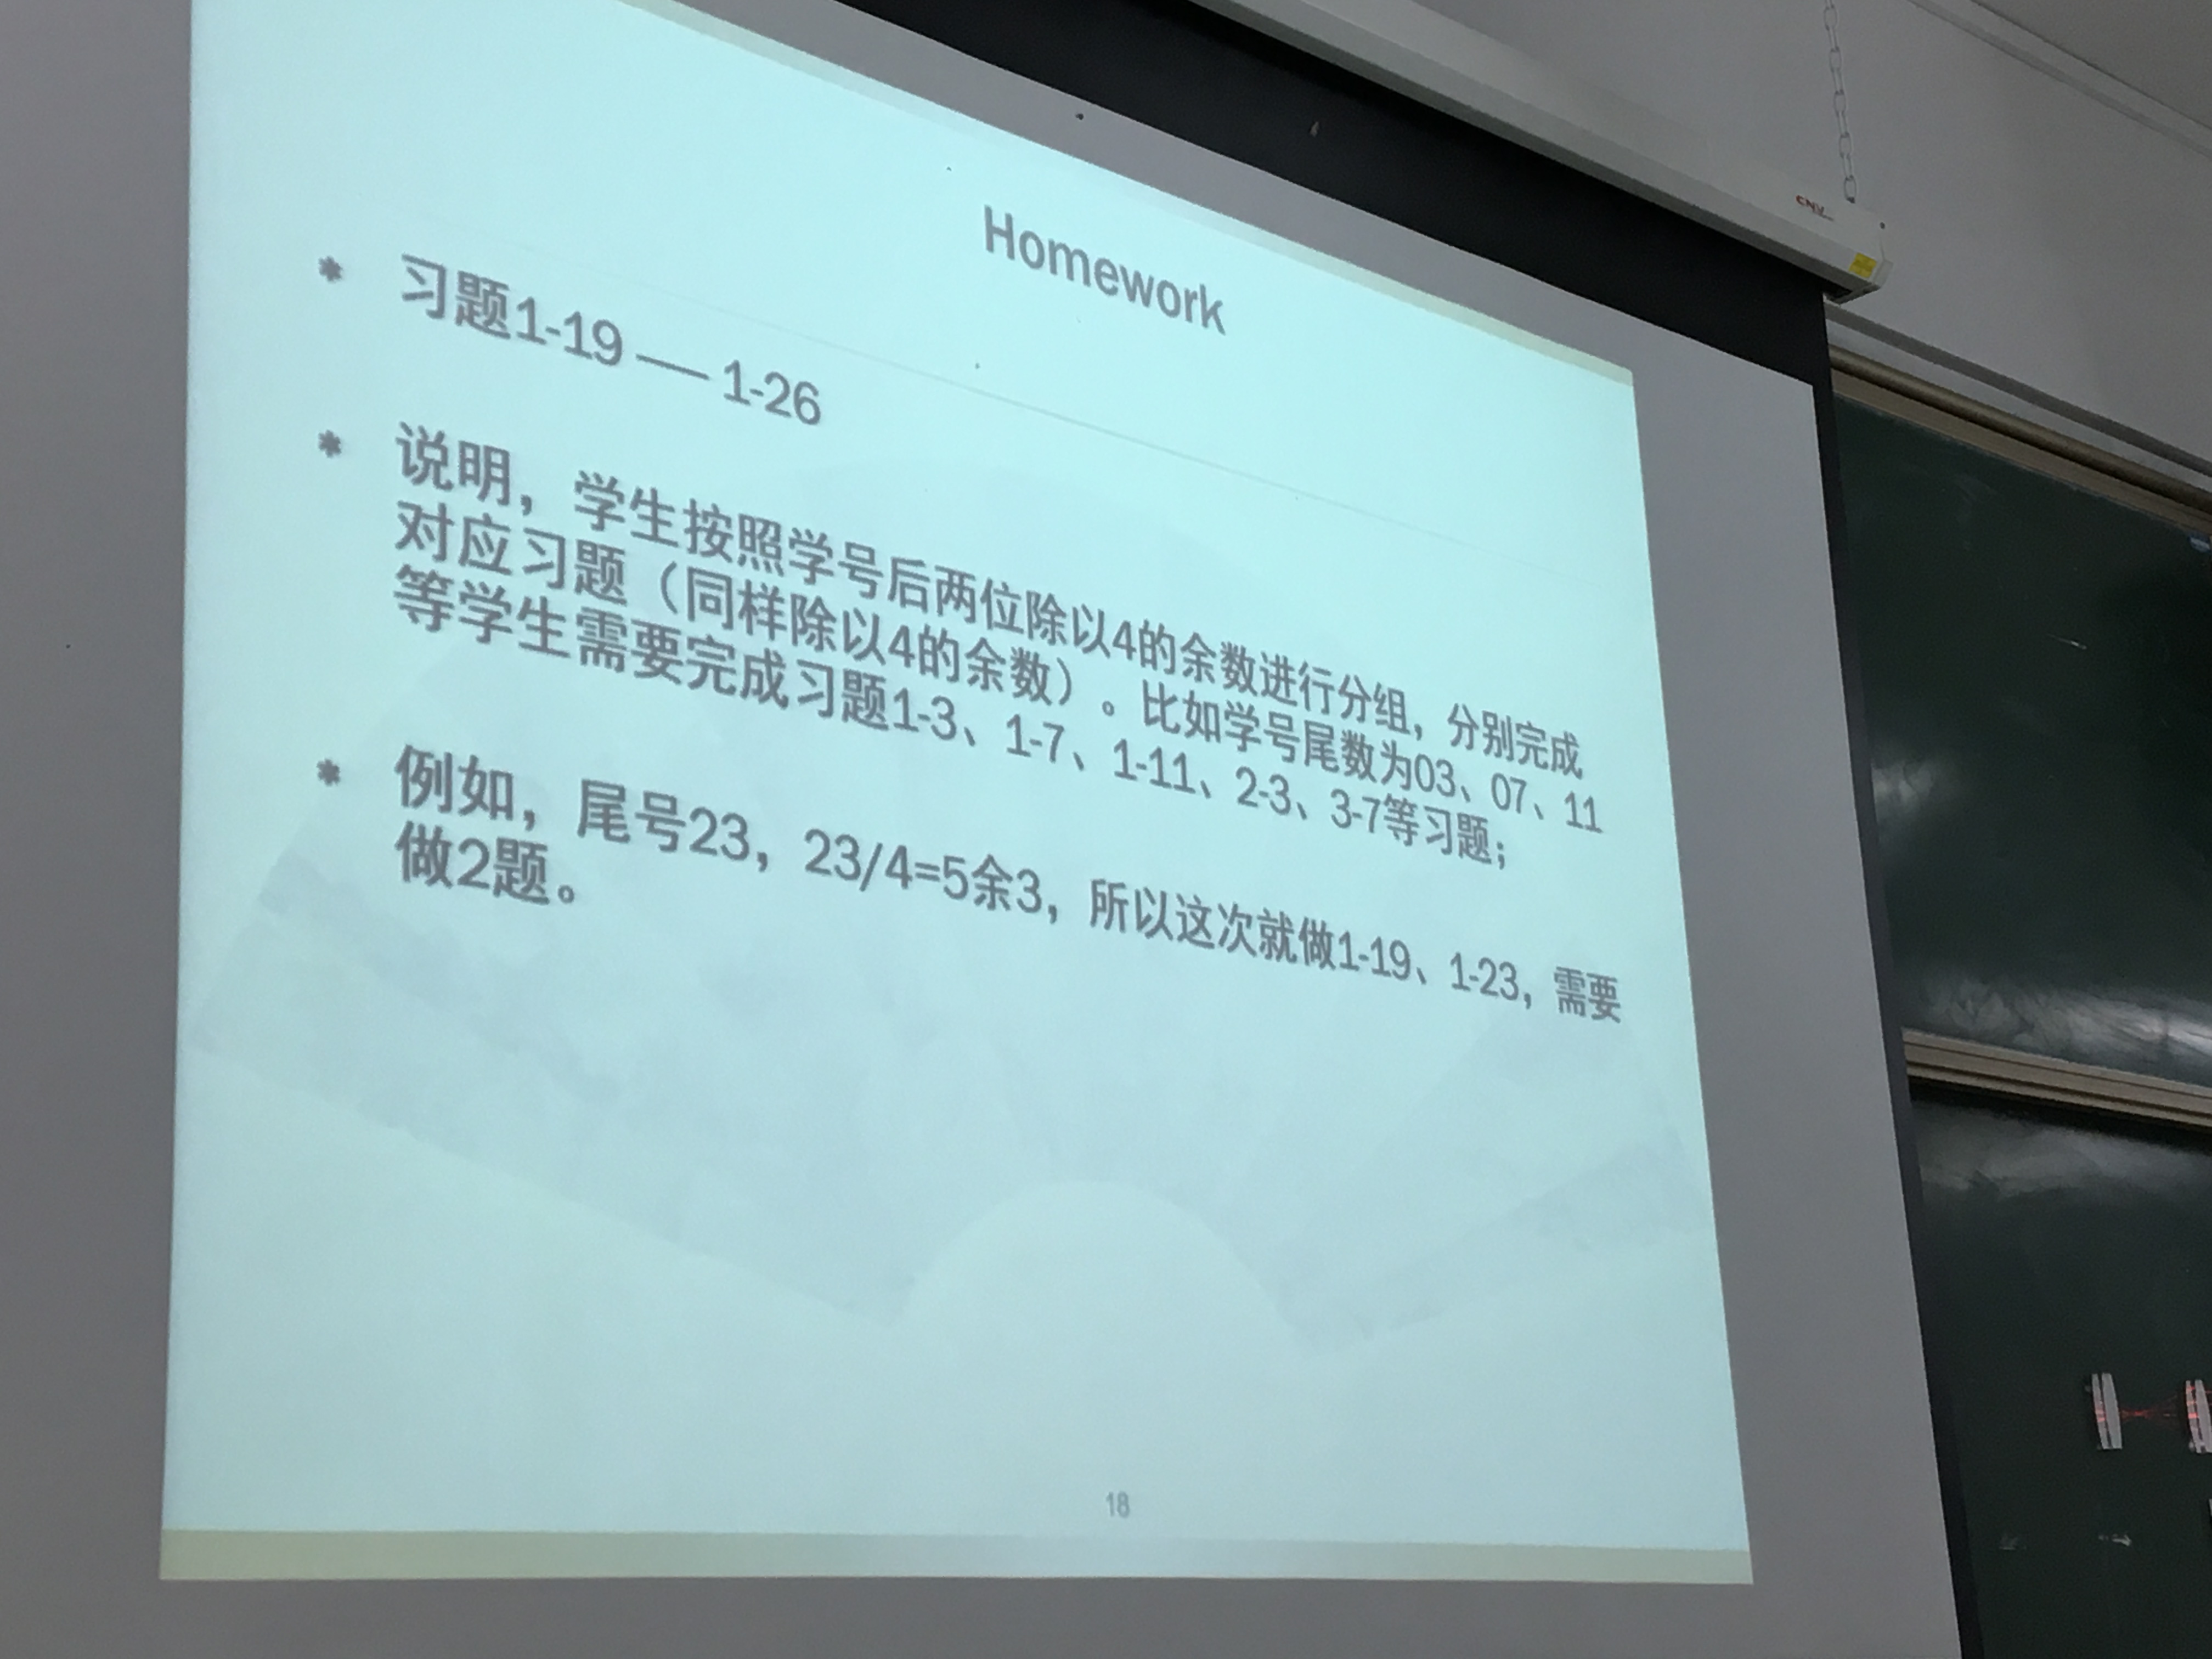 Homework
* 习题1-19 —— 1-26
* 说明，学生按照学号后两位除以4的余数进行分组，分别完成
对应习题（同样除以4的余数）。比如学号尾数为03、07、11
等学生需要完成习题1-3、1-7、1-11、2-3、3-7等习题；
* 例如，尾号23，23/4=5余3，所以这次就做1-19、1-23，需要
做2题。
18